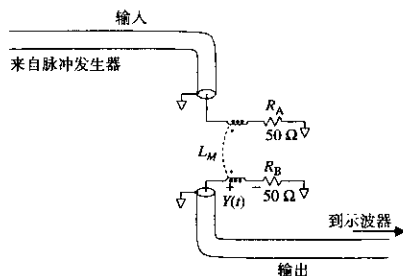 输入
来自脉冲发生器
R_A
50 Ω
L_M
R_B
+ −
50 Ω
Y(t)
到示波器
输出